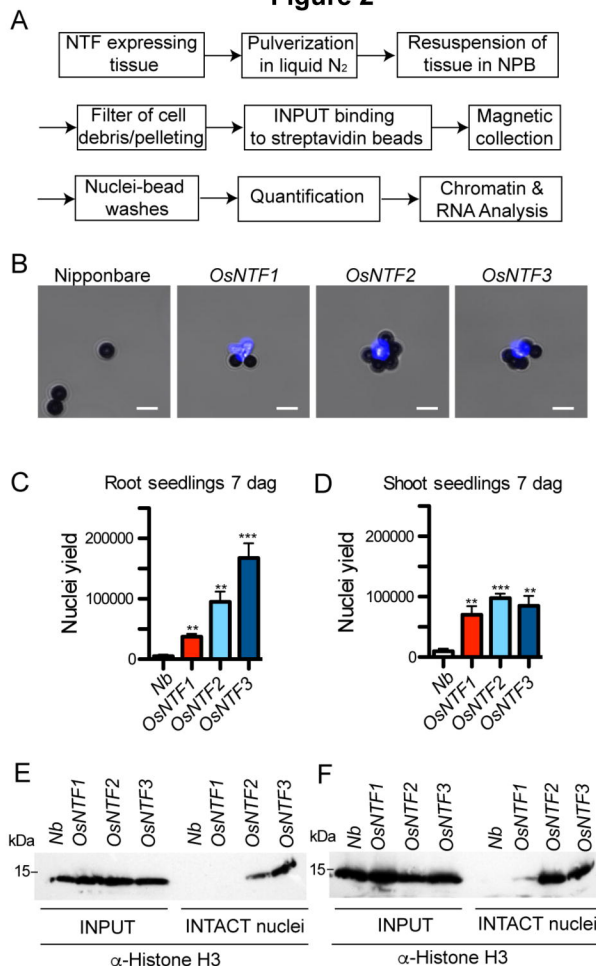 Figure 2
A
NTF expressing
tissue
Pulverization
in liquid N₂
Resuspension of
tissue in NPB
Filter of cell
debris/pelleting
INPUT binding
to streptavidin beads
Magnetic
collection
Nuclei-bead
washes
Quantification
Chromatin &
RNA Analysis
B
Nipponbare
OsNTF1
OsNTF2
OsNTF3
C
Root seedlings 7 dag
Nuclei yield
200000
100000
0
**
**
***
Nb
OsNTF1
OsNTF2
OsNTF3
D
Shoot seedlings 7 dag
Nuclei yield
200000
100000
0
**
***
**
Nb
OsNTF1
OsNTF2
OsNTF3
E
Nb
OsNTF1
OsNTF2
OsNTF3
Nb
OsNTF1
OsNTF2
OsNTF3
kDa
15
INPUT
INTACT nuclei
α-Histone H3
F
Nb
OsNTF1
OsNTF2
OsNTF3
Nb
OsNTF1
OsNTF2
OsNTF3
kDa
15
INPUT
INTACT nuclei
α-Histone H3